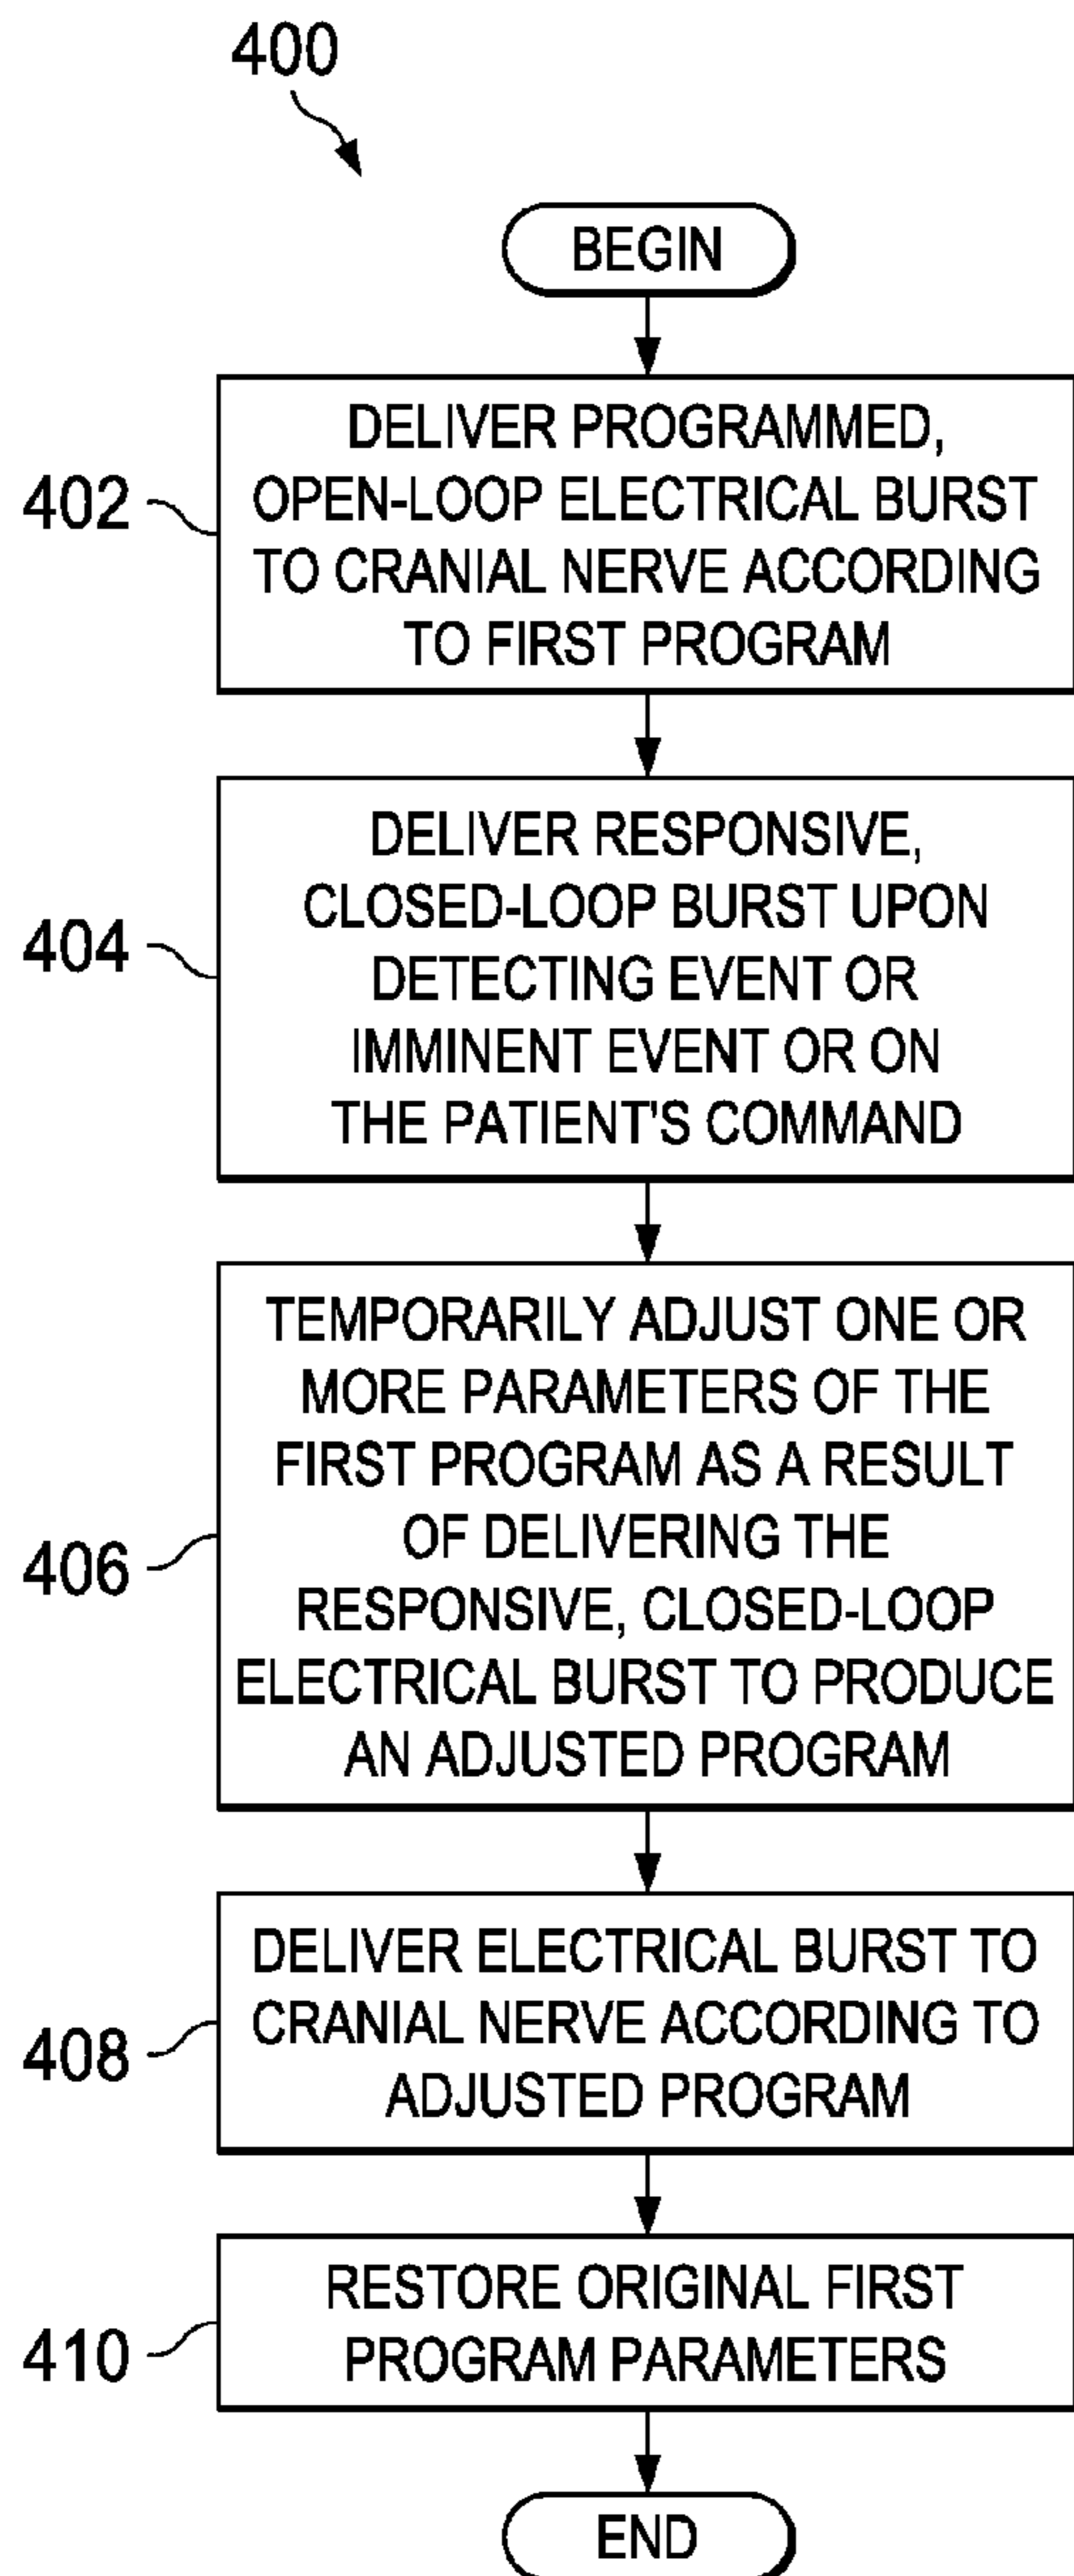 400
BEGIN
402
DELIVER PROGRAMMED,
OPEN-LOOP ELECTRICAL BURST
TO CRANIAL NERVE ACCORDING
TO FIRST PROGRAM
404
DELIVER RESPONSIVE,
CLOSED-LOOP BURST UPON
DETECTING EVENT OR
IMMINENT EVENT OR ON
THE PATIENT'S COMMAND
406
TEMPORARILY ADJUST ONE OR
MORE PARAMETERS OF THE
FIRST PROGRAM AS A RESULT
OF DELIVERING THE
RESPONSIVE, CLOSED-LOOP
ELECTRICAL BURST TO PRODUCE
AN ADJUSTED PROGRAM
408
DELIVER ELECTRICAL BURST TO
CRANIAL NERVE ACCORDING TO
ADJUSTED PROGRAM
410
RESTORE ORIGINAL FIRST
PROGRAM PARAMETERS
END